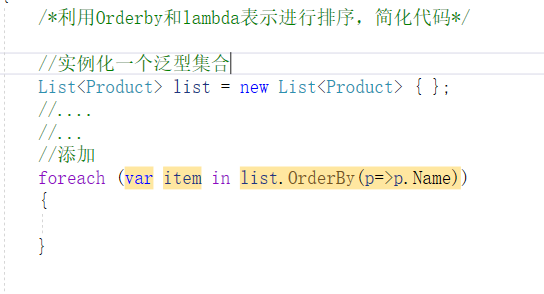 /*利用Orderby和lambda表示进行排序，简化代码*/
//实例化一个泛型集合
List<Product> list = new List<Product> { };
//....
//...
//添加
foreach (var item in list.OrderBy(p=>p.Name))
{
}